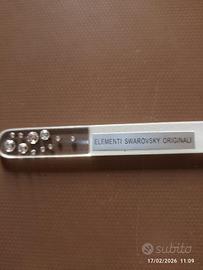 ELEMENTI SWAROVSKY ORIGINALI
subito
17/02/2026 11:09